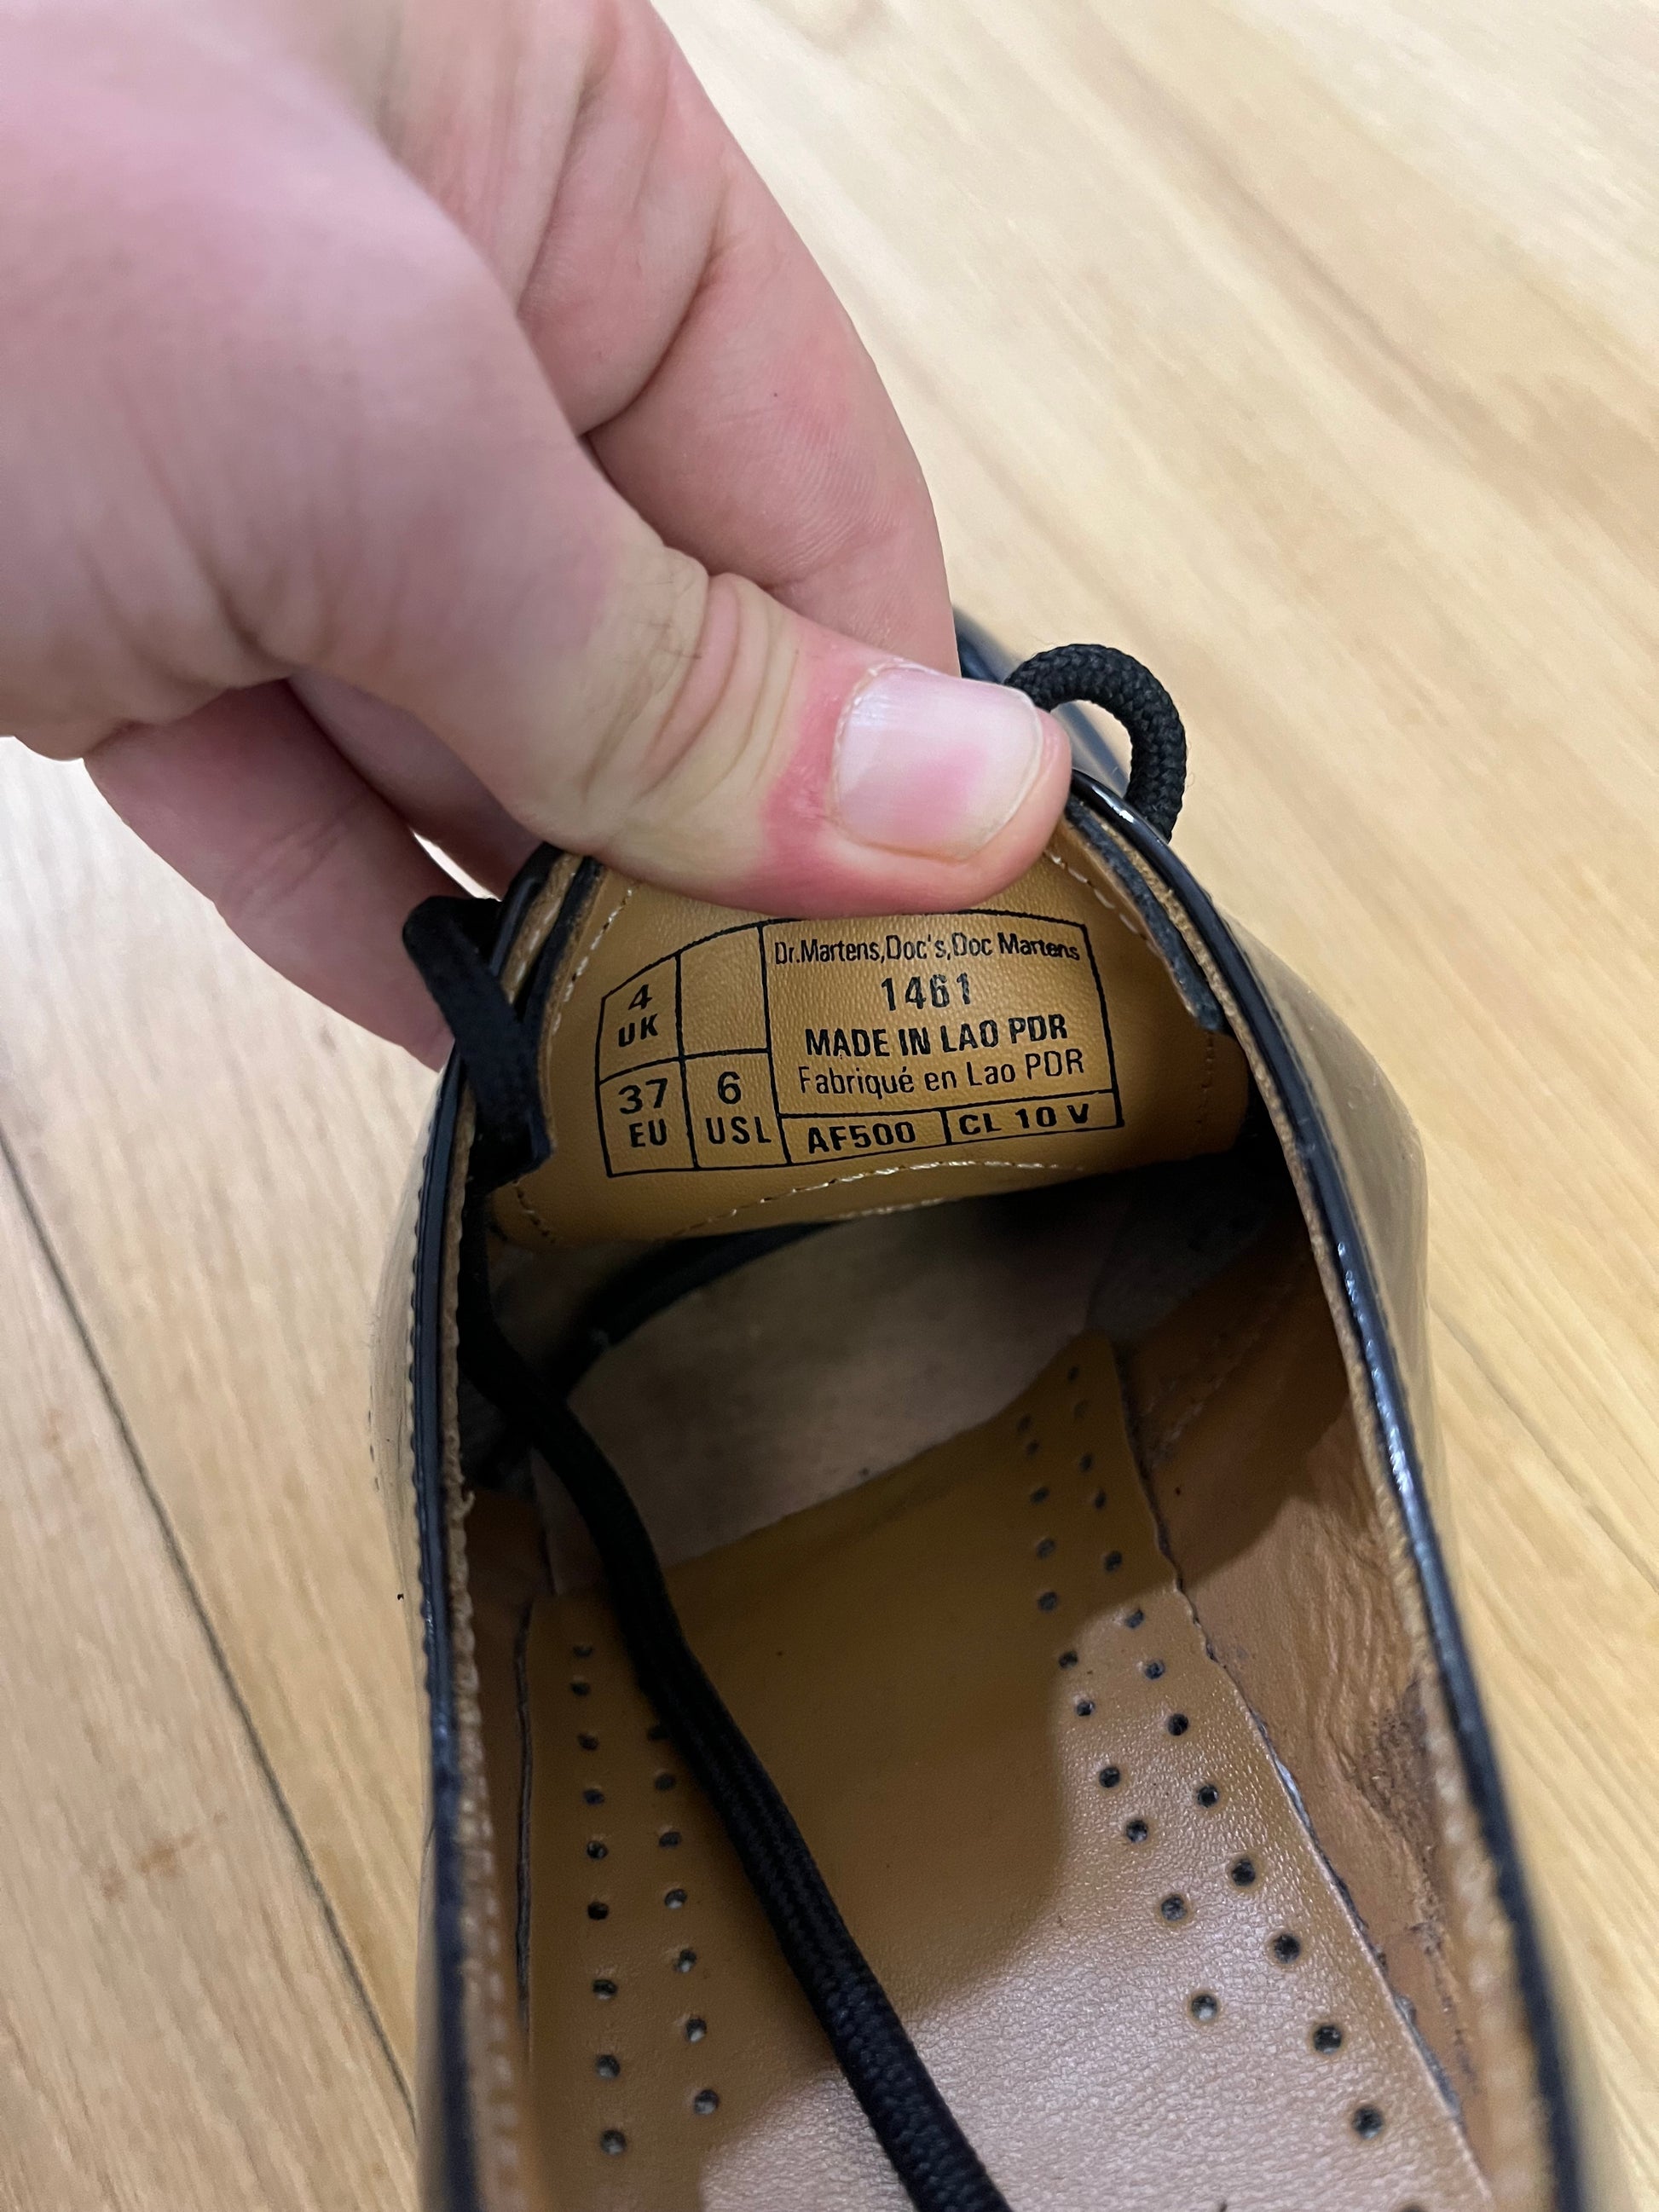 4
UK
37
EU
6
USL
Dr.Martens,Doc's,Doc Martens
1461
MADE IN LAO PDR
Fabriqué en Lao PDR
AF500
CL 10 V